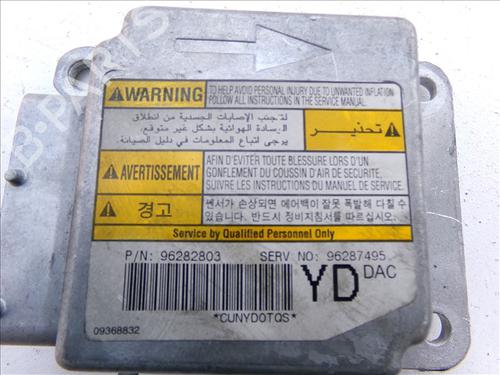 B-PARTS
WARNING
TO HELP AVOID PERSONAL INJURY DUE TO UNWANTED INFLATION
FOLLOW ALL INSTRUCTIONS IN THE SERVICE MANUAL.
لتجنب الإصابات الجسدية من انطلاق
الوسادة الهوائية بشكل غير متوقع،
يرجى اتباع المعلومات في دليل الصيانة.
تحذير
AVERTISSEMENT
AFIN D'ÉVITER TOUTE BLESSURE LORS D'UN
GONFLEMENT DU COUSSIN D'AIR DE SECURITE,
SUIVRE LES INSTRUCTIONS DU MANUEL DE SERVICE.
경고
센서가 손상되면 에어백이 잘못 폭발해 다칠 수
있습니다. 반드시 정비지침서를 따르십시오.
Service by Qualified Personnel Only
P/N: 96282803 SERV NO: 96287495
YD DAC
*CUNYDOTQS*
09368832